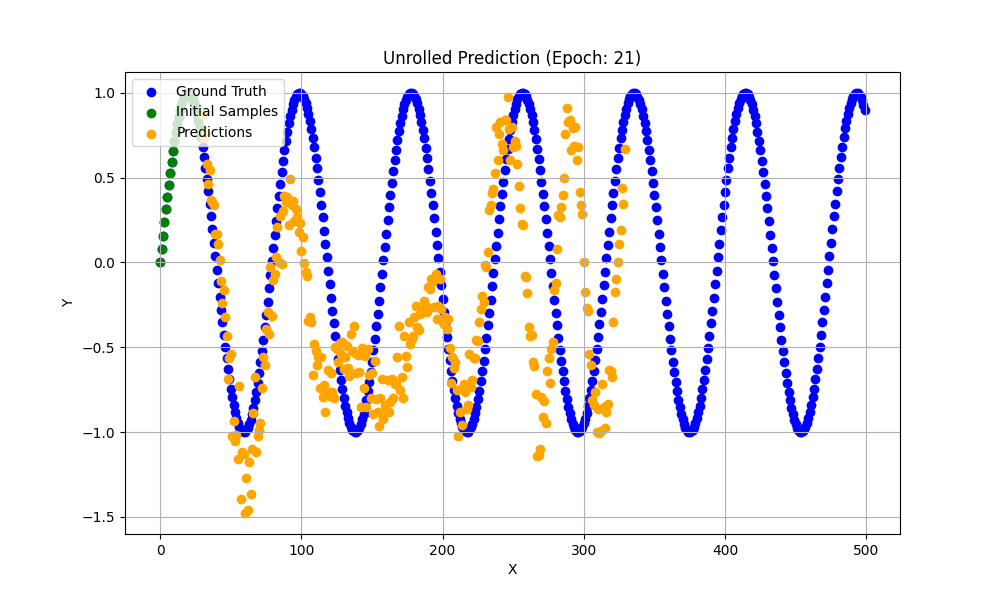 Unrolled Prediction (Epoch: 21)
Ground Truth
Initial Samples
Predictions
1.0
0.5
0.0
−0.5
−1.0
−1.5
Y
0 100 200 300 400 500
X